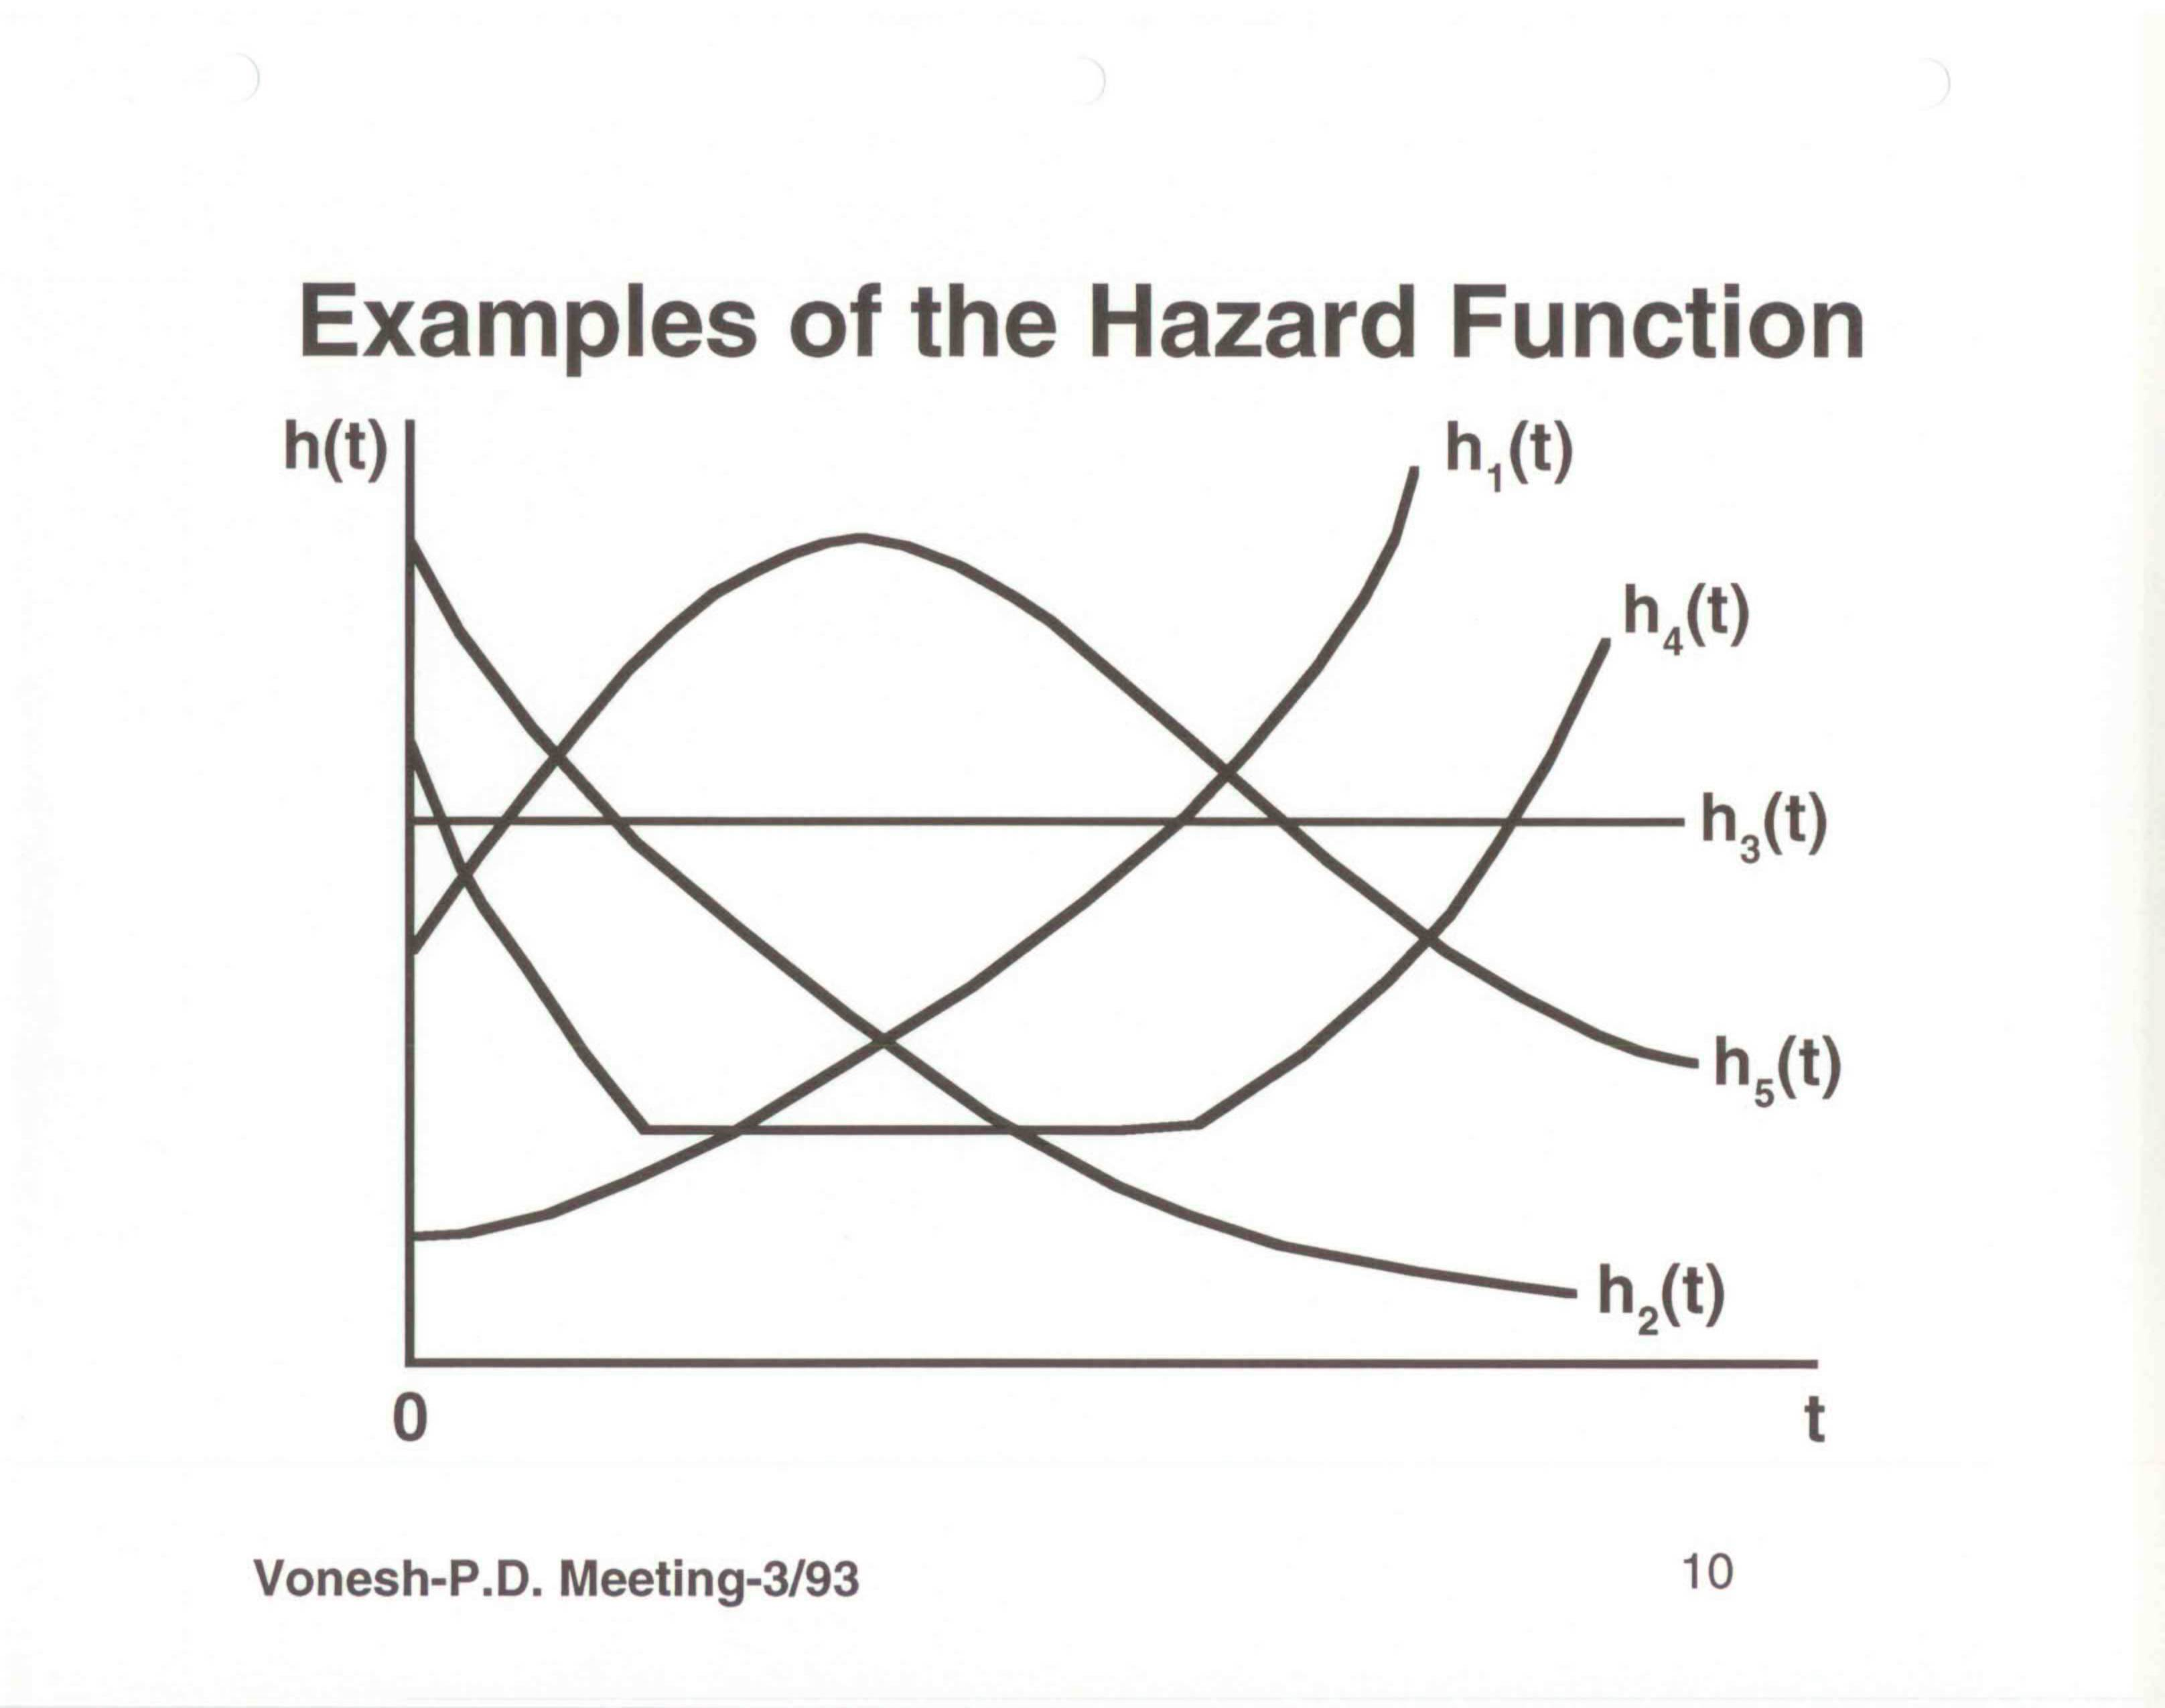 Examples of the Hazard Function
h(t)
h₁(t)
h₄(t)
h₃(t)
h₅(t)
h₂(t)
0 t
Vonesh-P.D. Meeting-3/93 10